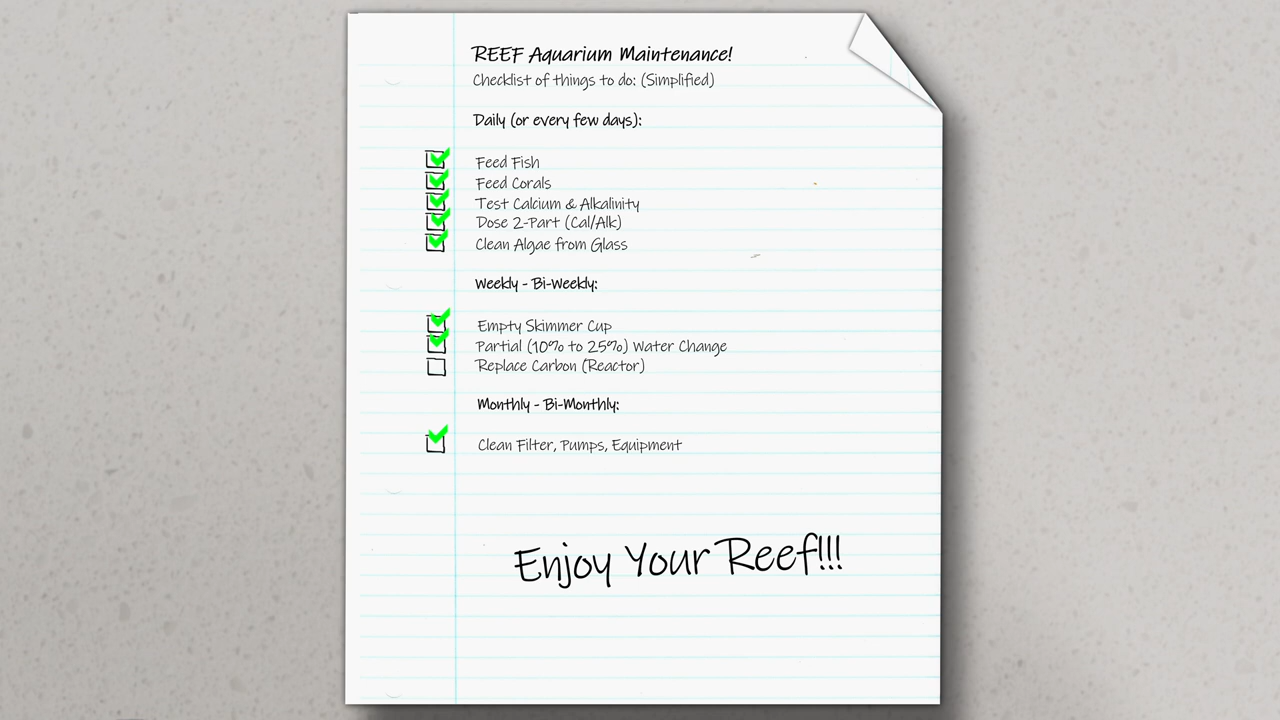 REEF Aquarium Maintenance!
Checklist of things to do: (Simplified)
Daily (or every few days):
Feed Fish
Feed Corals
Test Calcium & Alkalinity
Dose 2-Part (Cal/Alk)
Clean Algae from Glass
Weekly - Bi-Weekly:
Empty Skimmer Cup
Partial (10% to 25%) Water Change
Replace Carbon (Reactor)
Monthly - Bi-Monthly:
Clean Filter, Pumps, Equipment
Enjoy Your Reef!!!